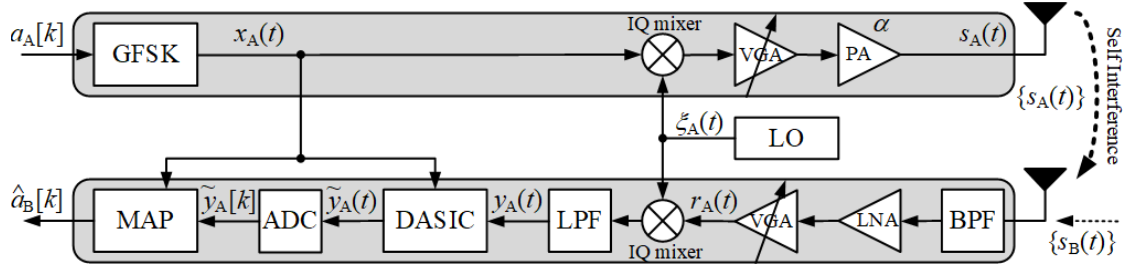 IQ mixer
a_A[k]
GFSK
x_A(t)
VGA
PA
α
s_A(t)
{s_A(t)}
Self Interference
ξ_A(t)
LO
â_B[k]
MAP
ỹ_A[k]
ADC
ỹ_A(t)
DASIC
y_A(t)
LPF
IQ mixer
r_A(t)
VGA
LNA
BPF
{s_B(t)}